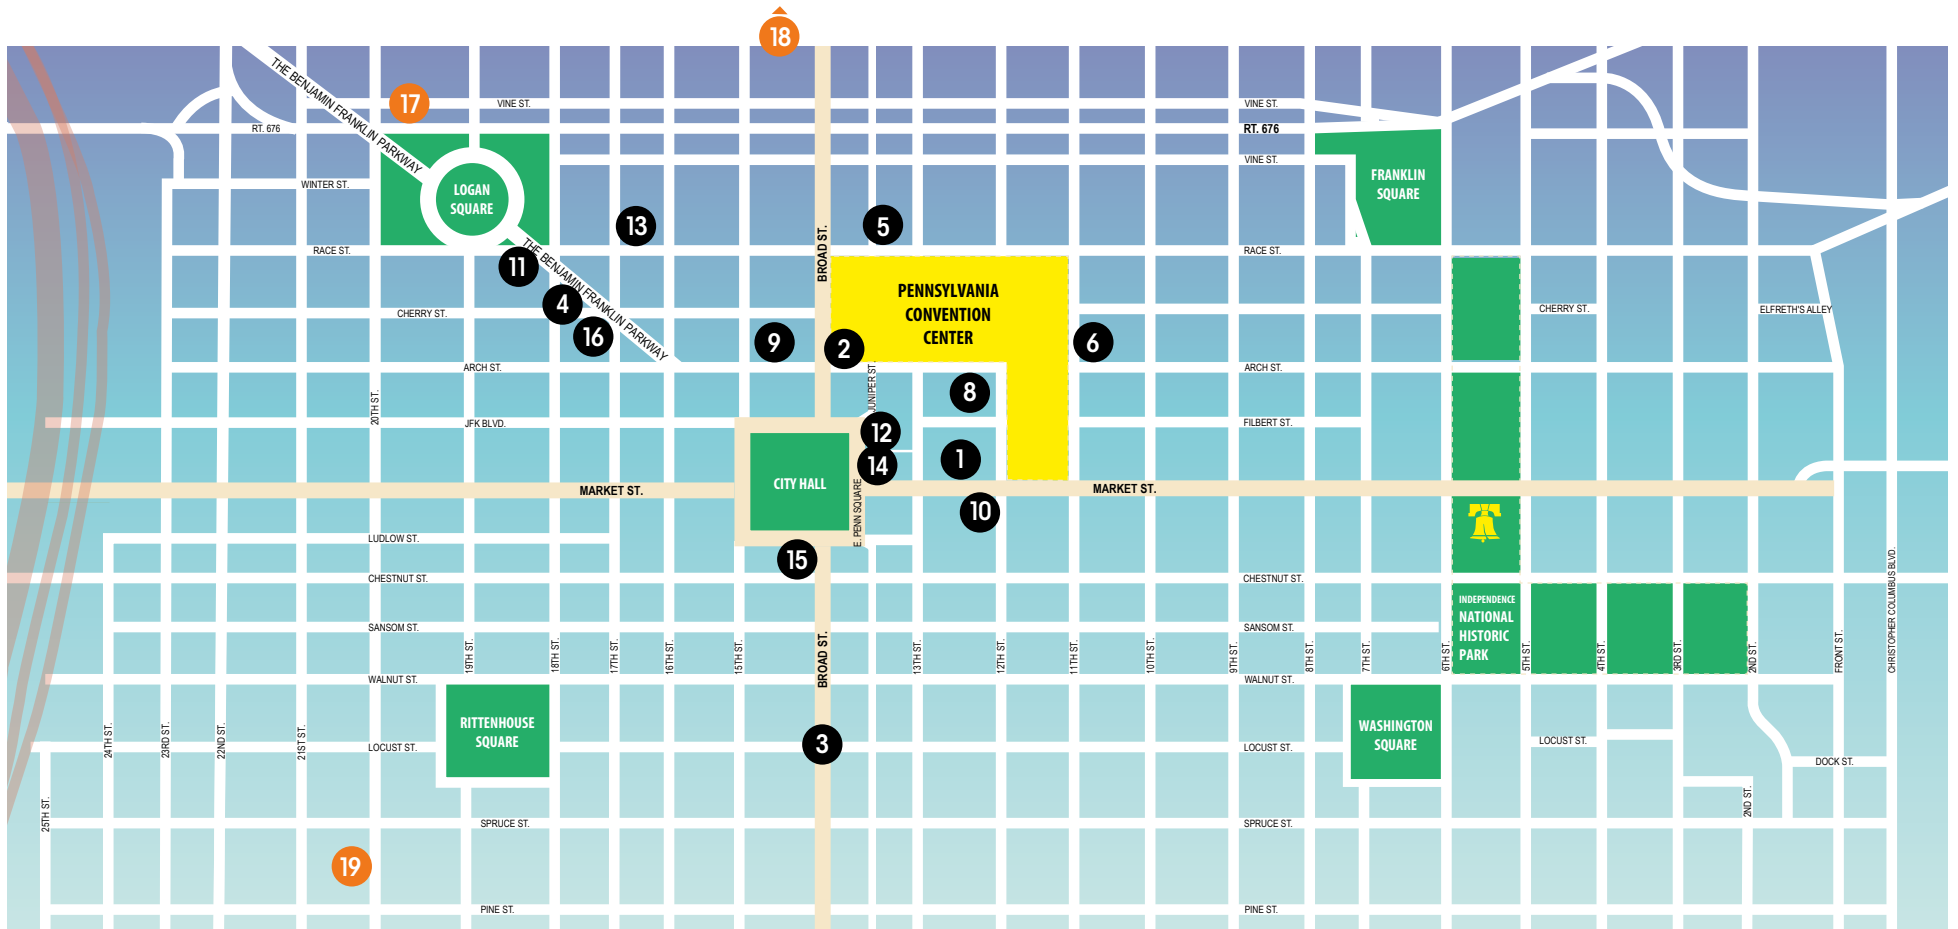 18
THE BENJAMIN FRANKLIN PARKWAY
17
VINE ST.
VINE ST.
RT. 676
RT. 676
VINE ST.
WINTER ST.
LOGAN
SQUARE
FRANKLIN
SQUARE
13
5
BROAD ST.
RACE ST.
RACE ST.
THE BENJAMIN FRANKLIN PARKWAY
11
4
16
PENNSYLVANIA
CONVENTION
CENTER
CHERRY ST.
CHERRY ST.
ELFRETH'S ALLEY
9
2
6
ARCH ST.
ARCH ST.
JUNIPER ST.
8
20TH ST.
JFK BLVD.
FILBERT ST.
12
14
1
CITY HALL
MARKET ST.
MARKET ST.
E. PENN SQUARE
10
LUDLOW ST.
15
CHESTNUT ST.
CHESTNUT ST.
CHRISTOPHER COLUMBUS BLVD.
INDEPENDENCE
NATIONAL
HISTORIC
PARK
SANSOM ST.
SANSOM ST.
19TH ST.
18TH ST.
17TH ST.
16TH ST.
15TH ST.
BROAD ST.
13TH ST.
12TH ST.
11TH ST.
10TH ST.
9TH ST.
8TH ST.
7TH ST.
6TH ST.
5TH ST.
4TH ST.
3RD ST.
2ND ST.
FRONT ST.
WALNUT ST.
WALNUT ST.
RITTENHOUSE
SQUARE
WASHINGTON
SQUARE
24TH ST.
23RD ST.
22ND ST.
21ST ST.
LOCUST ST.
3
LOCUST ST.
LOCUST ST.
DOCK ST.
25TH ST.
2ND ST.
SPRUCE ST.
SPRUCE ST.
19
PINE ST.
PINE ST.